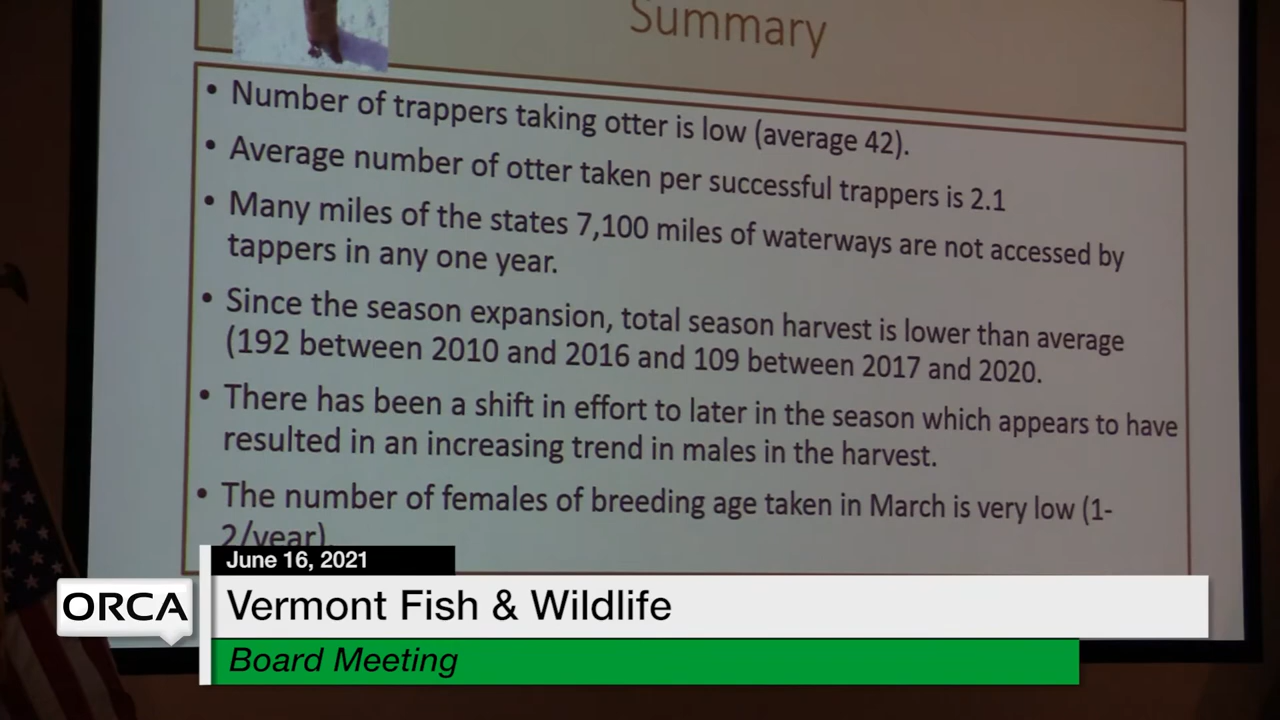 Summary
• Number of trappers taking otter is low (average 42).
• Average number of otter taken per successful trappers is 2.1
• Many miles of the states 7,100 miles of waterways are not accessed by
tappers in any one year.
• Since the season expansion, total season harvest is lower than average
(192 between 2010 and 2016 and 109 between 2017 and 2020.
• There has been a shift in effort to later in the season which appears to have
resulted in an increasing trend in males in the harvest.
• The number of females of breeding age taken in March is very low (1-
2/year).
June 16, 2021
ORCA
Vermont Fish & Wildlife
Board Meeting